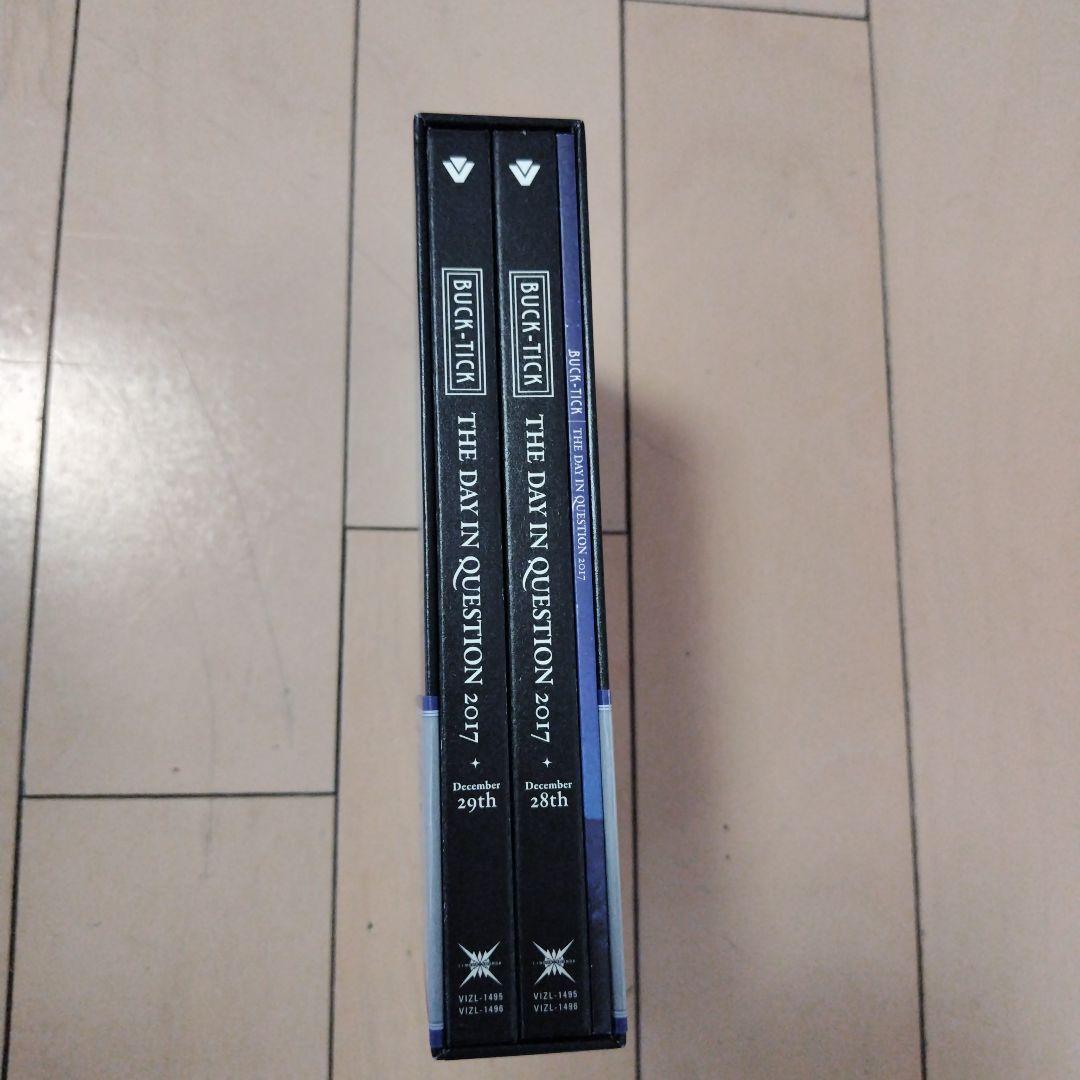 BUCK-TICK
THE DAY IN QUESTION 2017
December
29th
VIZL-1495
VIZL-1496
BUCK-TICK
THE DAY IN QUESTION 2017
December
28th
VIZL-1495
VIZL-1496
BUCK-TICK THE DAY IN QUESTION 2017